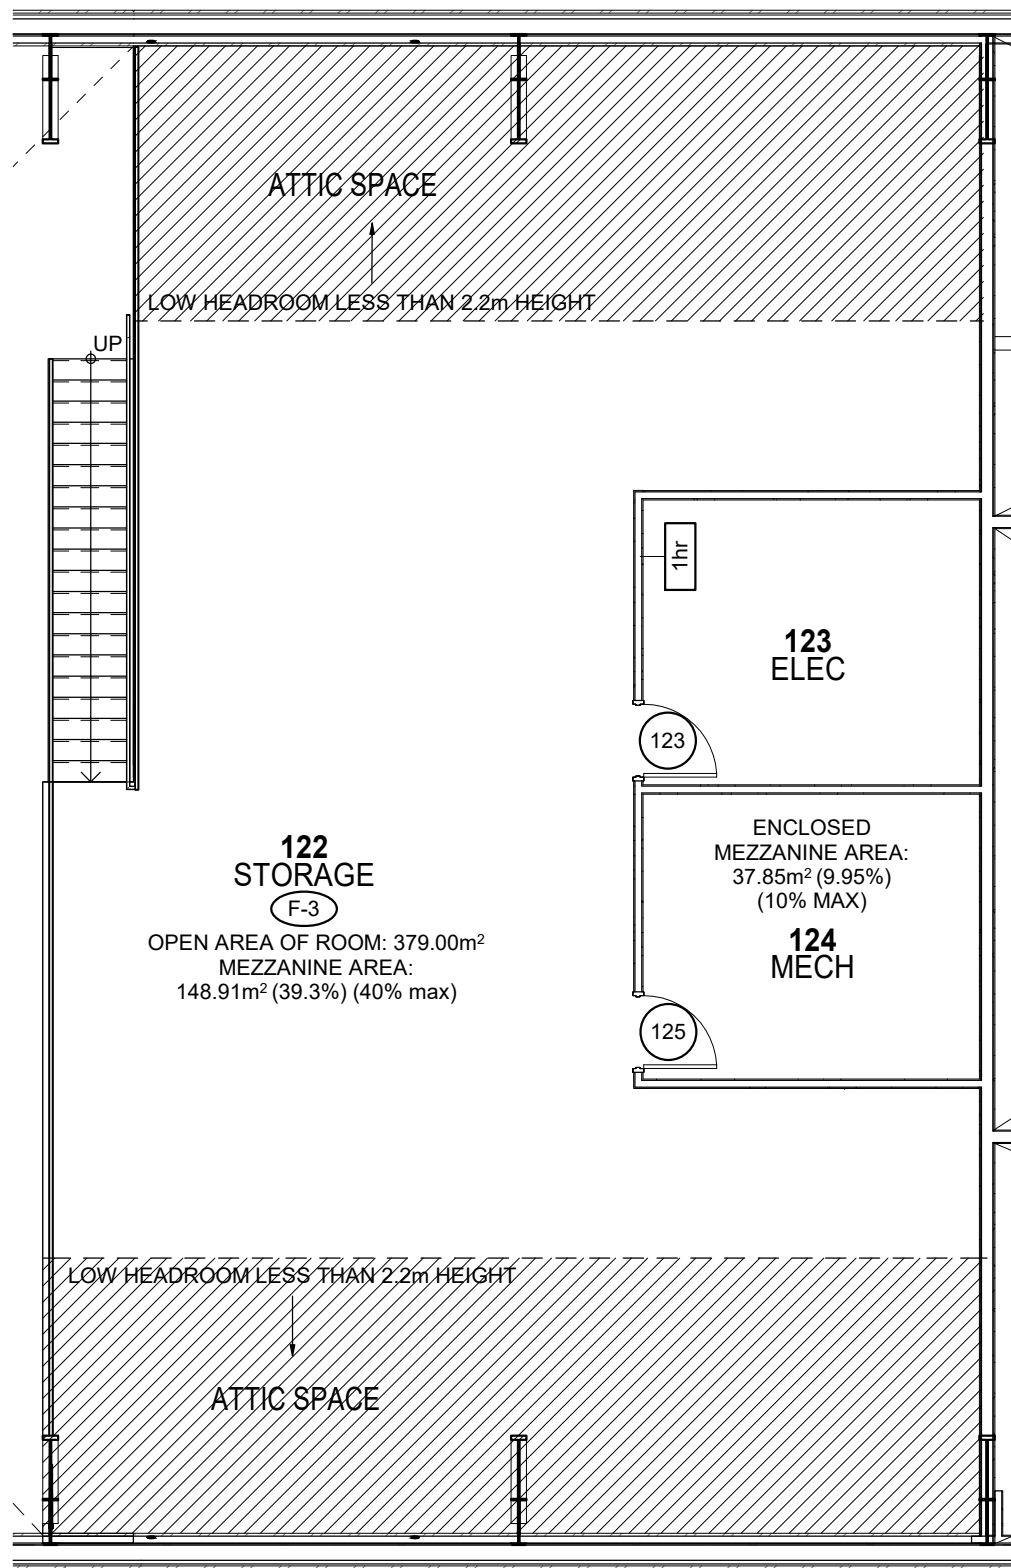 ATTIC SPACE
LOW HEADROOM LESS THAN 2.2m HEIGHT
UP
1hr
123
ELEC
123
122
STORAGE
F-3
OPEN AREA OF ROOM: 379.00m²
MEZZANINE AREA:
148.91m² (39.3%) (40% max)
ENCLOSED
MEZZANINE AREA:
37.85m² (9.95%)
(10% MAX)
124
MECH
125
LOW HEADROOM LESS THAN 2.2m HEIGHT
ATTIC SPACE